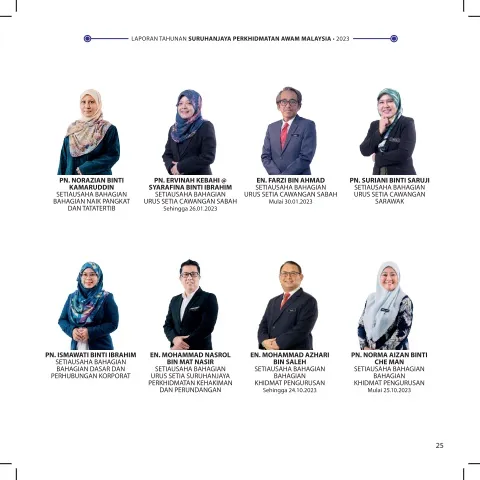 LAPORAN TAHUNAN SURUHANJAYA PERKHIDMATAN AWAM MALAYSIA • 2023
PN. NORAZIAN BINTI
KAMARUDDIN
SETIAUSAHA BAHAGIAN
BAHAGIAN NAIK PANGKAT
DAN TATATERTIB
PN. ERVINAH KEBAHI @
SYARAFINA BINTI IBRAHIM
SETIAUSAHA BAHAGIAN
URUS SETIA CAWANGAN SABAH
Sehingga 26.01.2023
EN. FARZI BIN AHMAD
SETIAUSAHA BAHAGIAN
URUS SETIA CAWANGAN SABAH
Mulai 30.01.2023
PN. SURIANI BINTI SARUJI
SETIAUSAHA BAHAGIAN
URUS SETIA CAWANGAN
SARAWAK
PN. ISMAWATI BINTI IBRAHIM
SETIAUSAHA BAHAGIAN
BAHAGIAN DASAR DAN
PERHUBUNGAN KORPORAT
EN. MOHAMMAD NASROL
BIN MAT NASIR
SETIAUSAHA BAHAGIAN
URUS SETIA SURUHANJAYA
PERKHIDMATAN KEHAKIMAN
DAN PERUNDANGAN
EN. MOHAMMAD AZHARI
BIN SALEH
SETIAUSAHA BAHAGIAN
BAHAGIAN
KHIDMAT PENGURUSAN
Sehingga 24.10.2023
PN. NORMA AIZAN BINTI
CHE MAN
SETIAUSAHA BAHAGIAN
BAHAGIAN
KHIDMAT PENGURUSAN
Mulai 25.10.2023
25